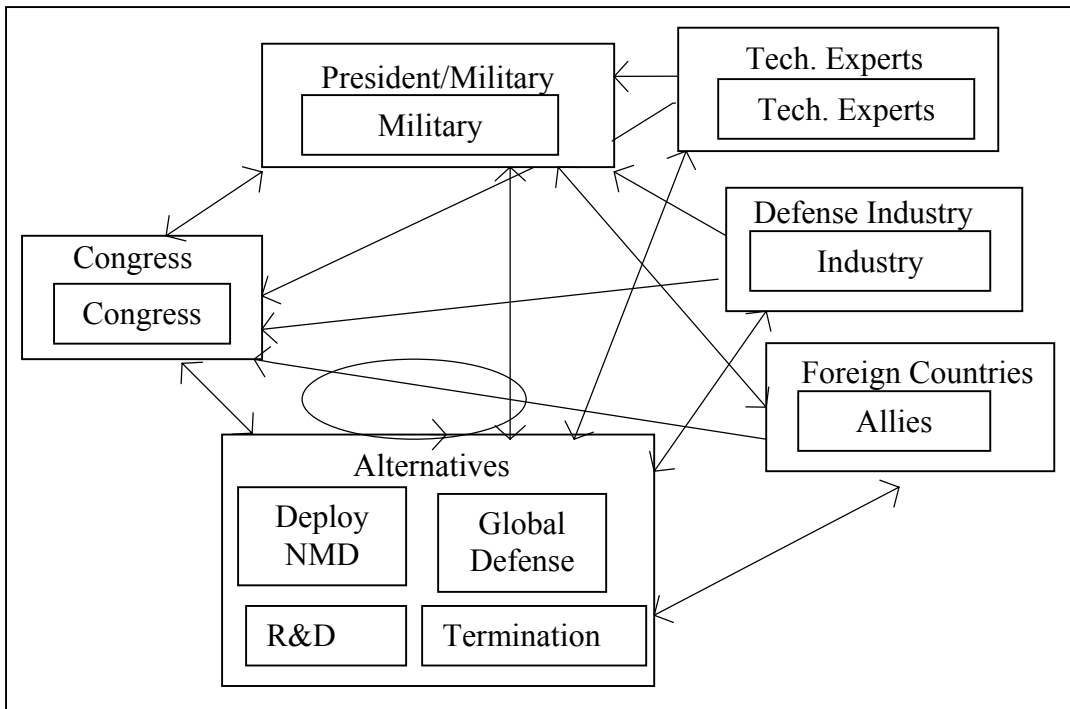 President/Military
Military
Tech. Experts
Tech. Experts
Defense Industry
Industry
Congress
Congress
Foreign Countries
Allies
Alternatives
Deploy
NMD
Global
Defense
R&D
Termination